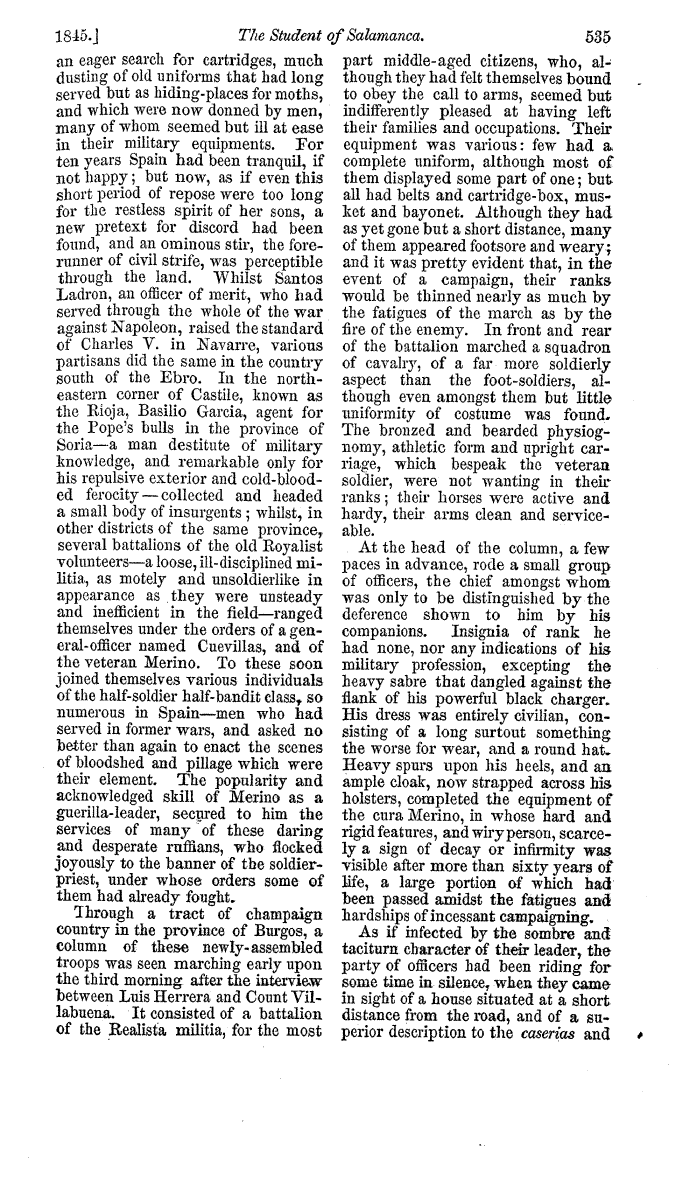 1845.] The Student of Salamanca. 535
an eager search for cartridges, much
dusting of old uniforms that had long
served but as hiding-places for moths,
and which were now donned by men,
many of whom seemed but ill at ease
in their military equipments. For
ten years Spain had been tranquil, if
not happy; but now, as if even this
short period of repose were too long
for the restless spirit of her sons, a
new pretext for discord had been
found, and an ominous stir, the fore-
runner of civil strife, was perceptible
through the land. Whilst Santos
Ladron, an officer of merit, who had
served through the whole of the war
against Napoleon, raised the standard
of Charles V. in Navarre, various
partisans did the same in the country
south of the Ebro. In the north-
eastern corner of Castile, known as
the Rioja, Basilio Garcia, agent for
the Pope's bulls in the province of
Soria—a man destitute of military
knowledge, and remarkable only for
his repulsive exterior and cold-blood-
ed ferocity—collected and headed
a small body of insurgents; whilst, in
other districts of the same province,
several battalions of the old Royalist
volunteers—a loose, ill-disciplined mi-
litia, as motely and unsoldierlike in
appearance as they were unsteady
and inefficient in the field—ranged
themselves under the orders of a gen-
eral-officer named Cuevillas, and of
the veteran Merino. To these soon
joined themselves various individuals
of the half-soldier half-bandit class, so
numerous in Spain—men who had
served in former wars, and asked no
better than again to enact the scenes
of bloodshed and pillage which were
their element. The popularity and
acknowledged skill of Merino as a
guerilla-leader, secured to him the
services of many of these daring
and desperate ruffians, who flocked
joyously to the banner of the soldier-
priest, under whose orders some of
them had already fought.
Through a tract of champaign
country in the province of Burgos, a
column of these newly-assembled
troops was seen marching early upon
the third morning after the interview
between Luis Herrera and Count Vil-
labuena. It consisted of a battalion
of the Realista militia, for the most
part middle-aged citizens, who, al-
though they had felt themselves bound
to obey the call to arms, seemed but
indifferently pleased at having left
their families and occupations. Their
equipment was various: few had a
complete uniform, although most of
them displayed some part of one; but
all had belts and cartridge-box, mus-
ket and bayonet. Although they had
as yet gone but a short distance, many
of them appeared footsore and weary;
and it was pretty evident that, in the
event of a campaign, their ranks
would be thinned nearly as much by
the fatigues of the march as by the
fire of the enemy. In front and rear
of the battalion marched a squadron
of cavalry, of a far more soldierly
aspect than the foot-soldiers, al-
though even amongst them but little
uniformity of costume was found.
The bronzed and bearded physiog-
nomy, athletic form and upright car-
riage, which bespeak the veteran
soldier, were not wanting in their
ranks; their horses were active and
hardy, their arms clean and service-
able.
At the head of the column, a few
paces in advance, rode a small group
of officers, the chief amongst whom
was only to be distinguished by the
deference shown to him by his
companions. Insignia of rank he
had none, nor any indications of his
military profession, excepting the
heavy sabre that dangled against the
flank of his powerful black charger.
His dress was entirely civilian, con-
sisting of a long surtout something
the worse for wear, and a round hat.
Heavy spurs upon his heels, and an
ample cloak, now strapped across his
holsters, completed the equipment of
the cura Merino, in whose hard and
rigid features, and wiry person, scarce-
ly a sign of decay or infirmity was
visible after more than sixty years of
life, a large portion of which had
been passed amidst the fatigues and
hardships of incessant campaigning.
As if infected by the sombre and
taciturn character of their leader, the
party of officers had been riding for
some time in silence, when they came
in sight of a house situated at a short
distance from the road, and of a su-
perior description to the caserias and